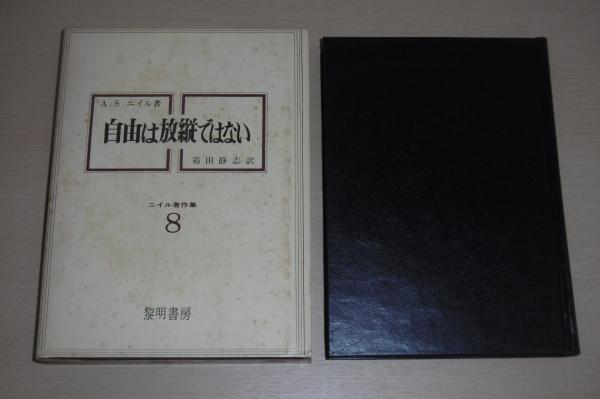 A.S.ニイル著
自由は放縦ではない
霜田静志訳
ニイル著作集
8
黎明書房